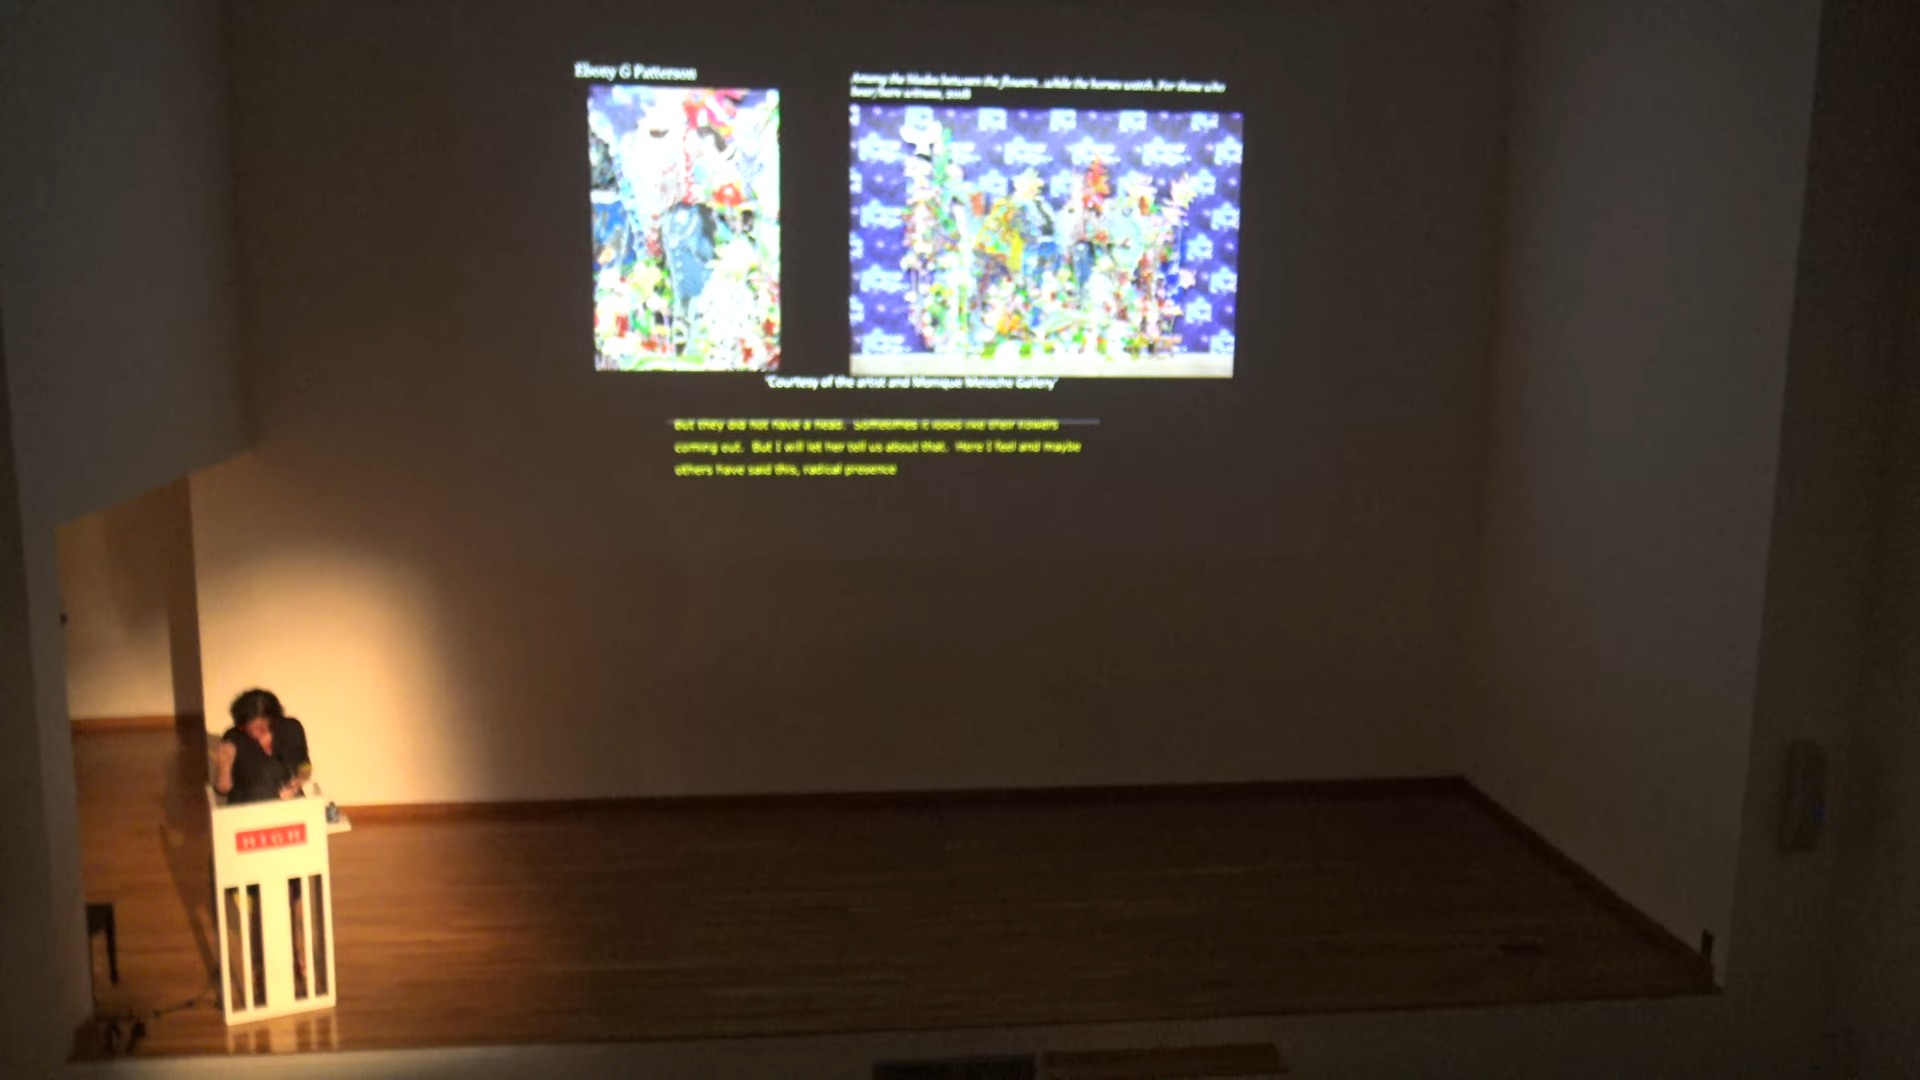 Ebony G Patterson
Among the blades between the flowers...while the horses watch...For those who
bear/bare witness, 2018
'Courtesy of the artist and Monique Meloche Gallery'
but they did not have a head. Sometimes it looks like their flowers
coming out. But I will let her tell us about that. Here I feel and maybe
others have said this, radical presence
HIGH